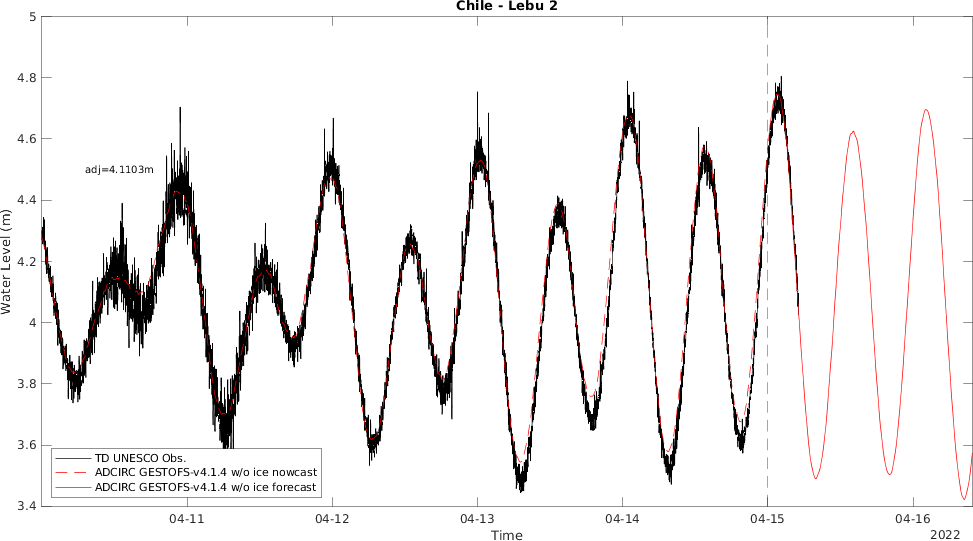 Chile - Lebu 2
5
4.8
4.6
4.4
4.2
4
3.8
3.6
3.4
Water Level (m)
adj=4.1103m
TD UNESCO Obs.
ADCIRC GESTOFS-v4.1.4 w/o ice nowcast
ADCIRC GESTOFS-v4.1.4 w/o ice forecast
04-11
04-12
04-13
04-14
04-15
04-16
Time
2022